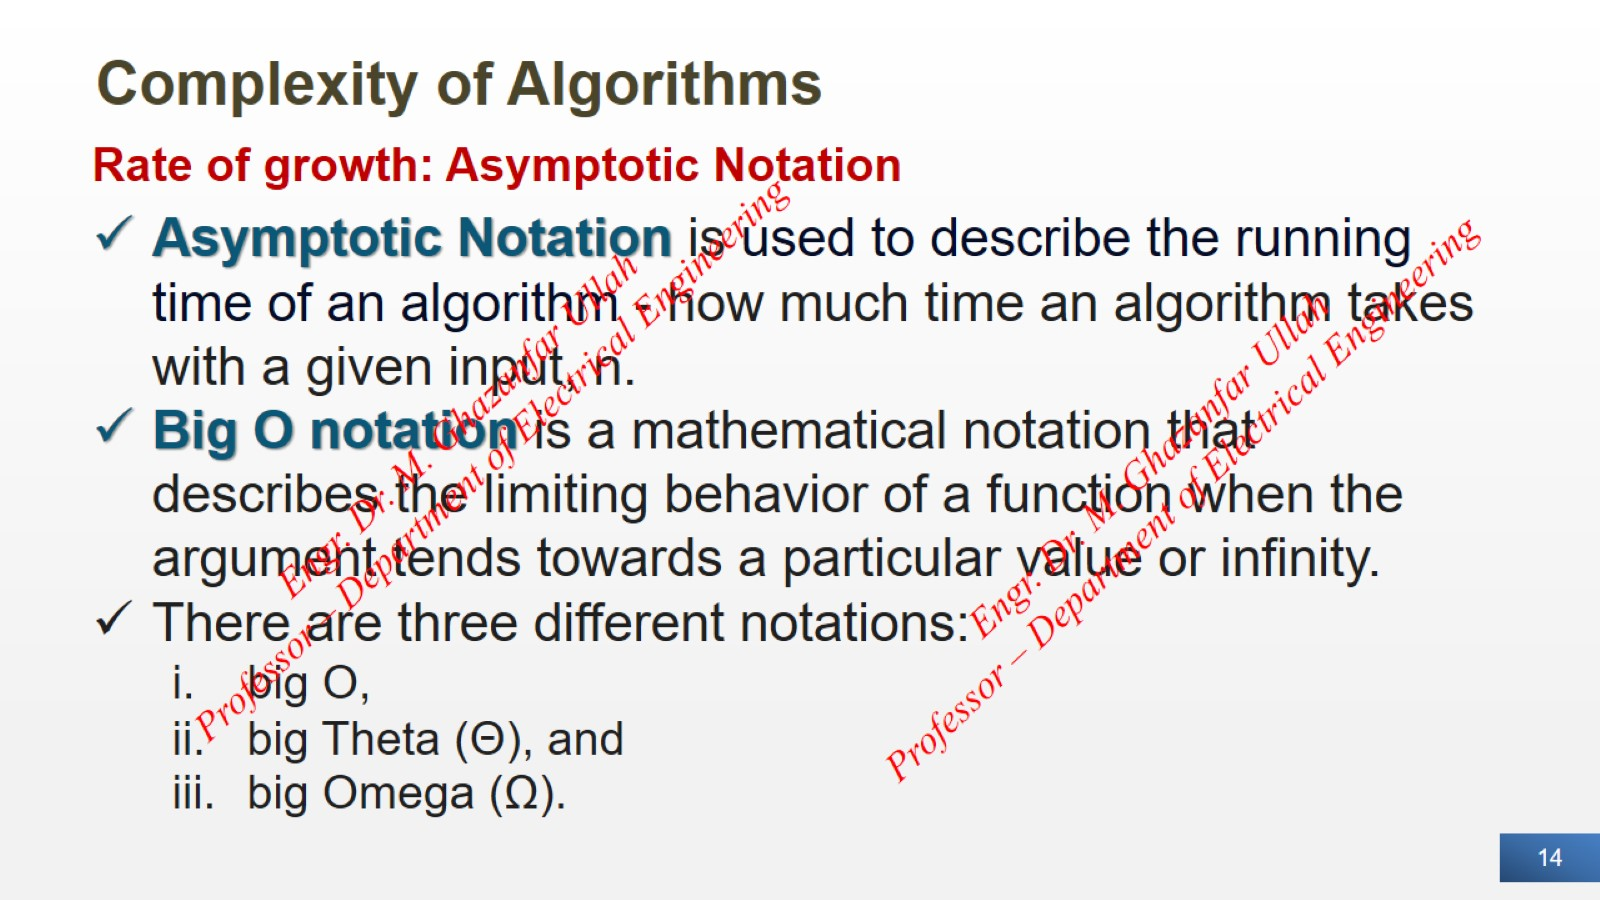 Complexity of Algorithms
Rate of growth: Asymptotic Notation
✓ Asymptotic Notation is used to describe the running
time of an algorithm - how much time an algorithm takes
with a given input, n.
✓ Big O notation is a mathematical notation that
describes the limiting behavior of a function when the
argument tends towards a particular value or infinity.
✓ There are three different notations:
i. big O,
ii. big Theta (Θ), and
iii. big Omega (Ω).
Engr. Dr. M. Ghazanfar Ullah
Professor – Department of Electrical Engineering
Engr. Dr. M. Ghazanfar Ullah
Professor – Department of Electrical Engineering
14